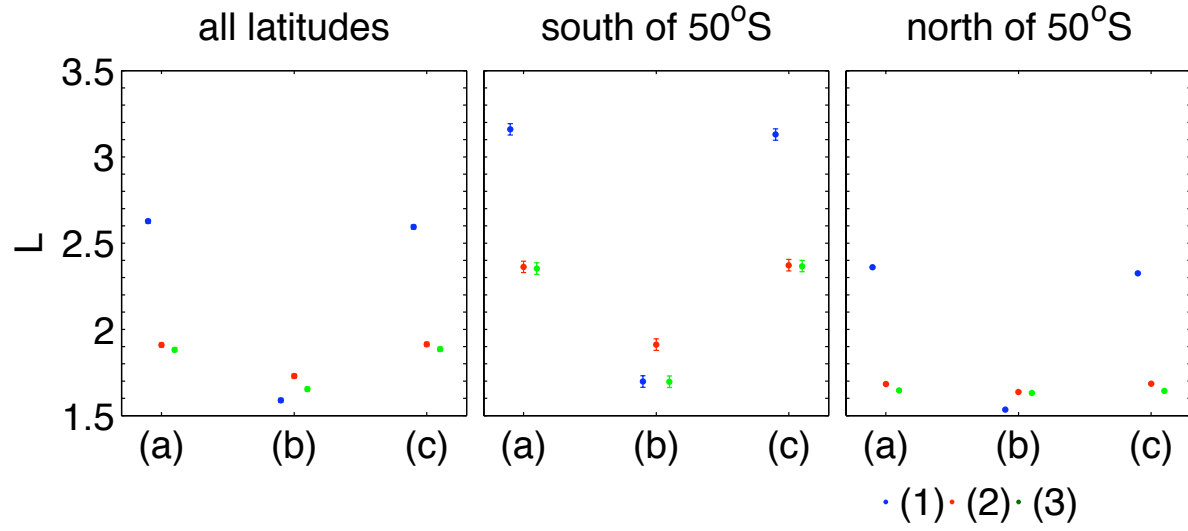 all latitudes
south of 50°S
north of 50°S
L
3.5
3
2.5
2
1.5
(a) (b) (c)
(a) (b) (c)
(a) (b) (c)
(1) (2) (3)